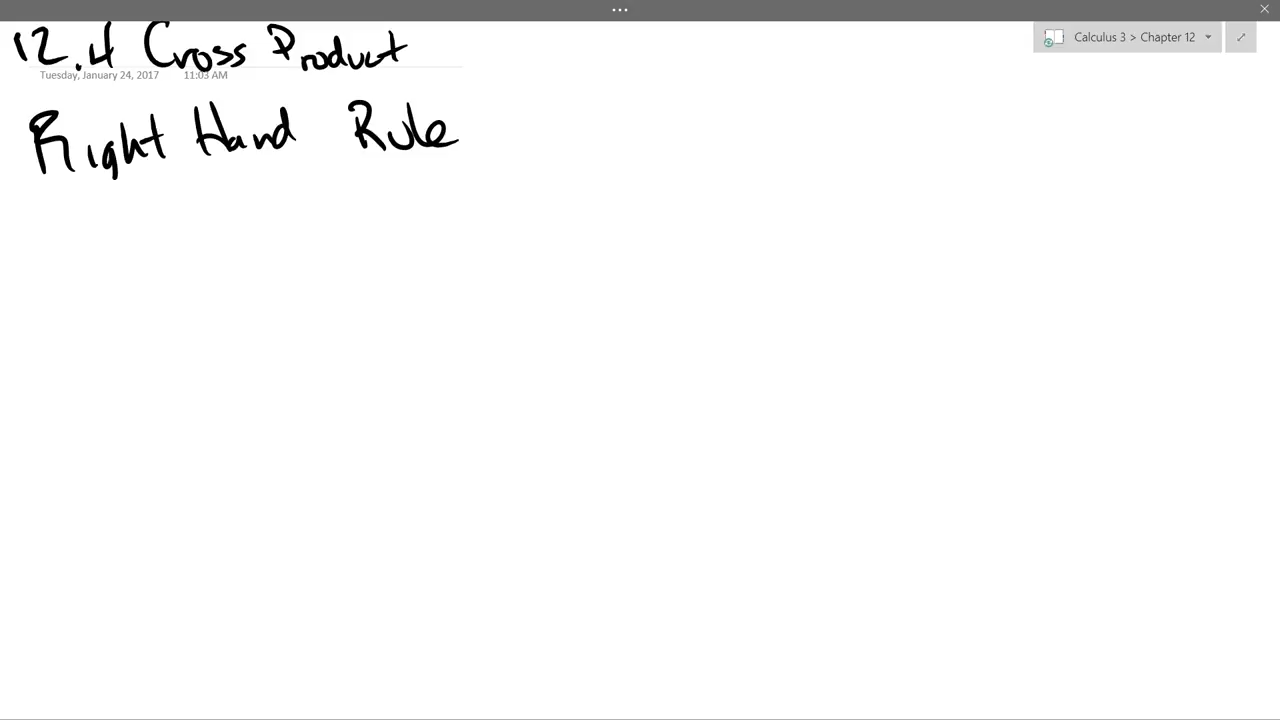 12.4 Cross Product
Calculus 3 > Chapter 12
Tuesday, January 24, 2017 11:03 AM
Right Hand Rule